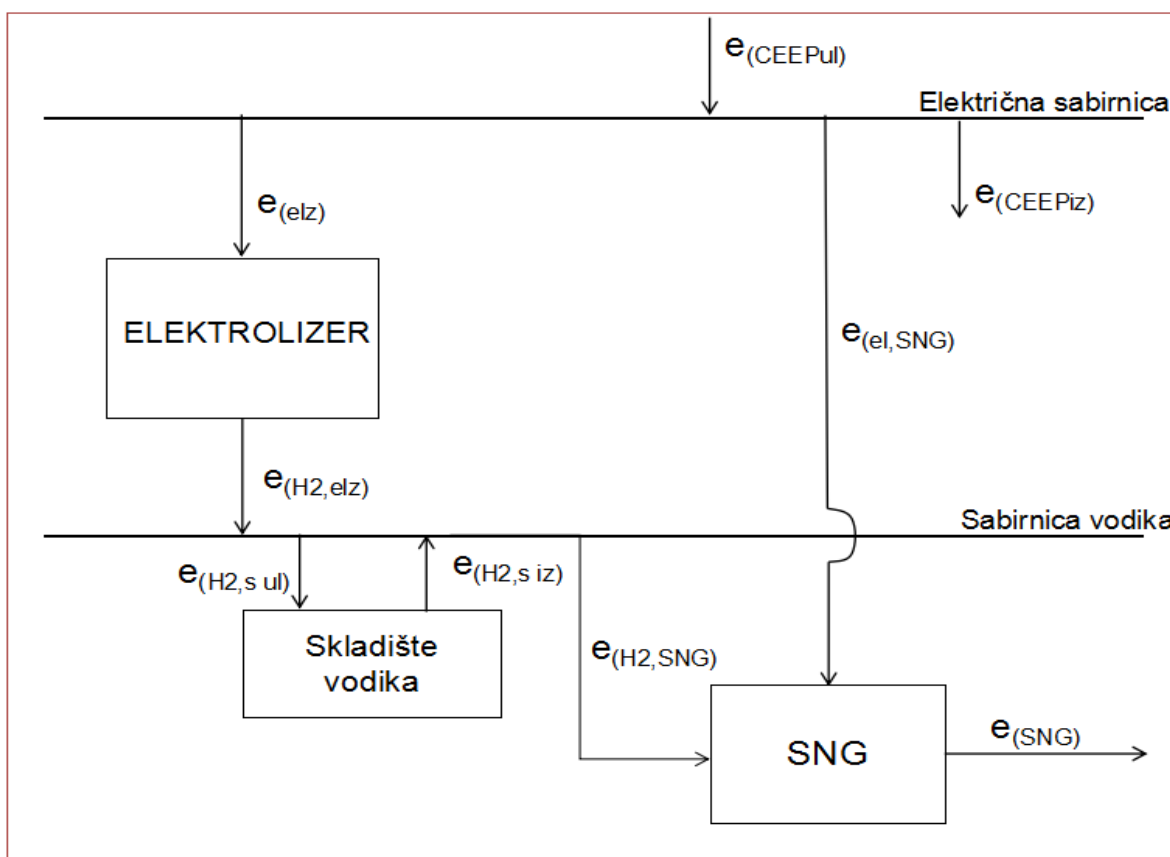 e(CEEPul)
Električna sabirnica
e(elz)
e(CEEPiz)
ELEKTROLIZER
e(el,SNG)
e(H2,elz)
Sabirnica vodika
e(H2,s ul)
e(H2,s iz)
Skladište
vodika
e(H2,SNG)
SNG
e(SNG)